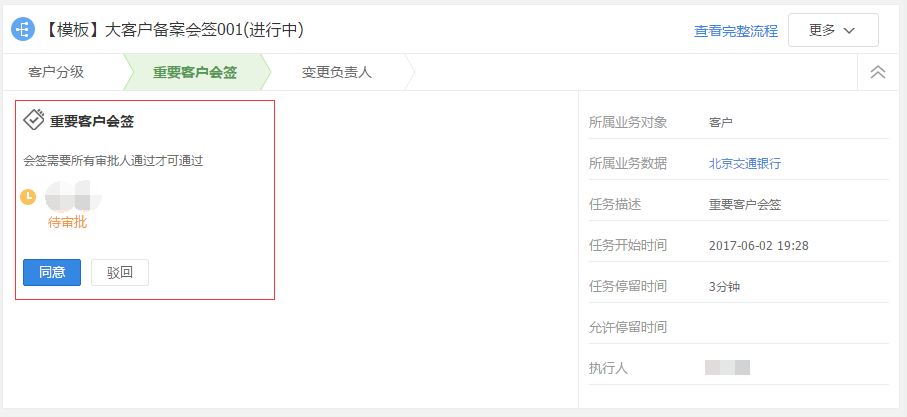 【模板】大客户备案会签001(进行中)
查看完整流程
更多
客户分级
重要客户会签
变更负责人
重要客户会签
会签需要所有审批人通过才可通过
待审批
同意
驳回
所属业务对象 客户
所属业务数据 北京交通银行
任务描述 重要客户会签
任务开始时间 2017-06-02 19:28
任务停留时间 3分钟
允许停留时间
执行人